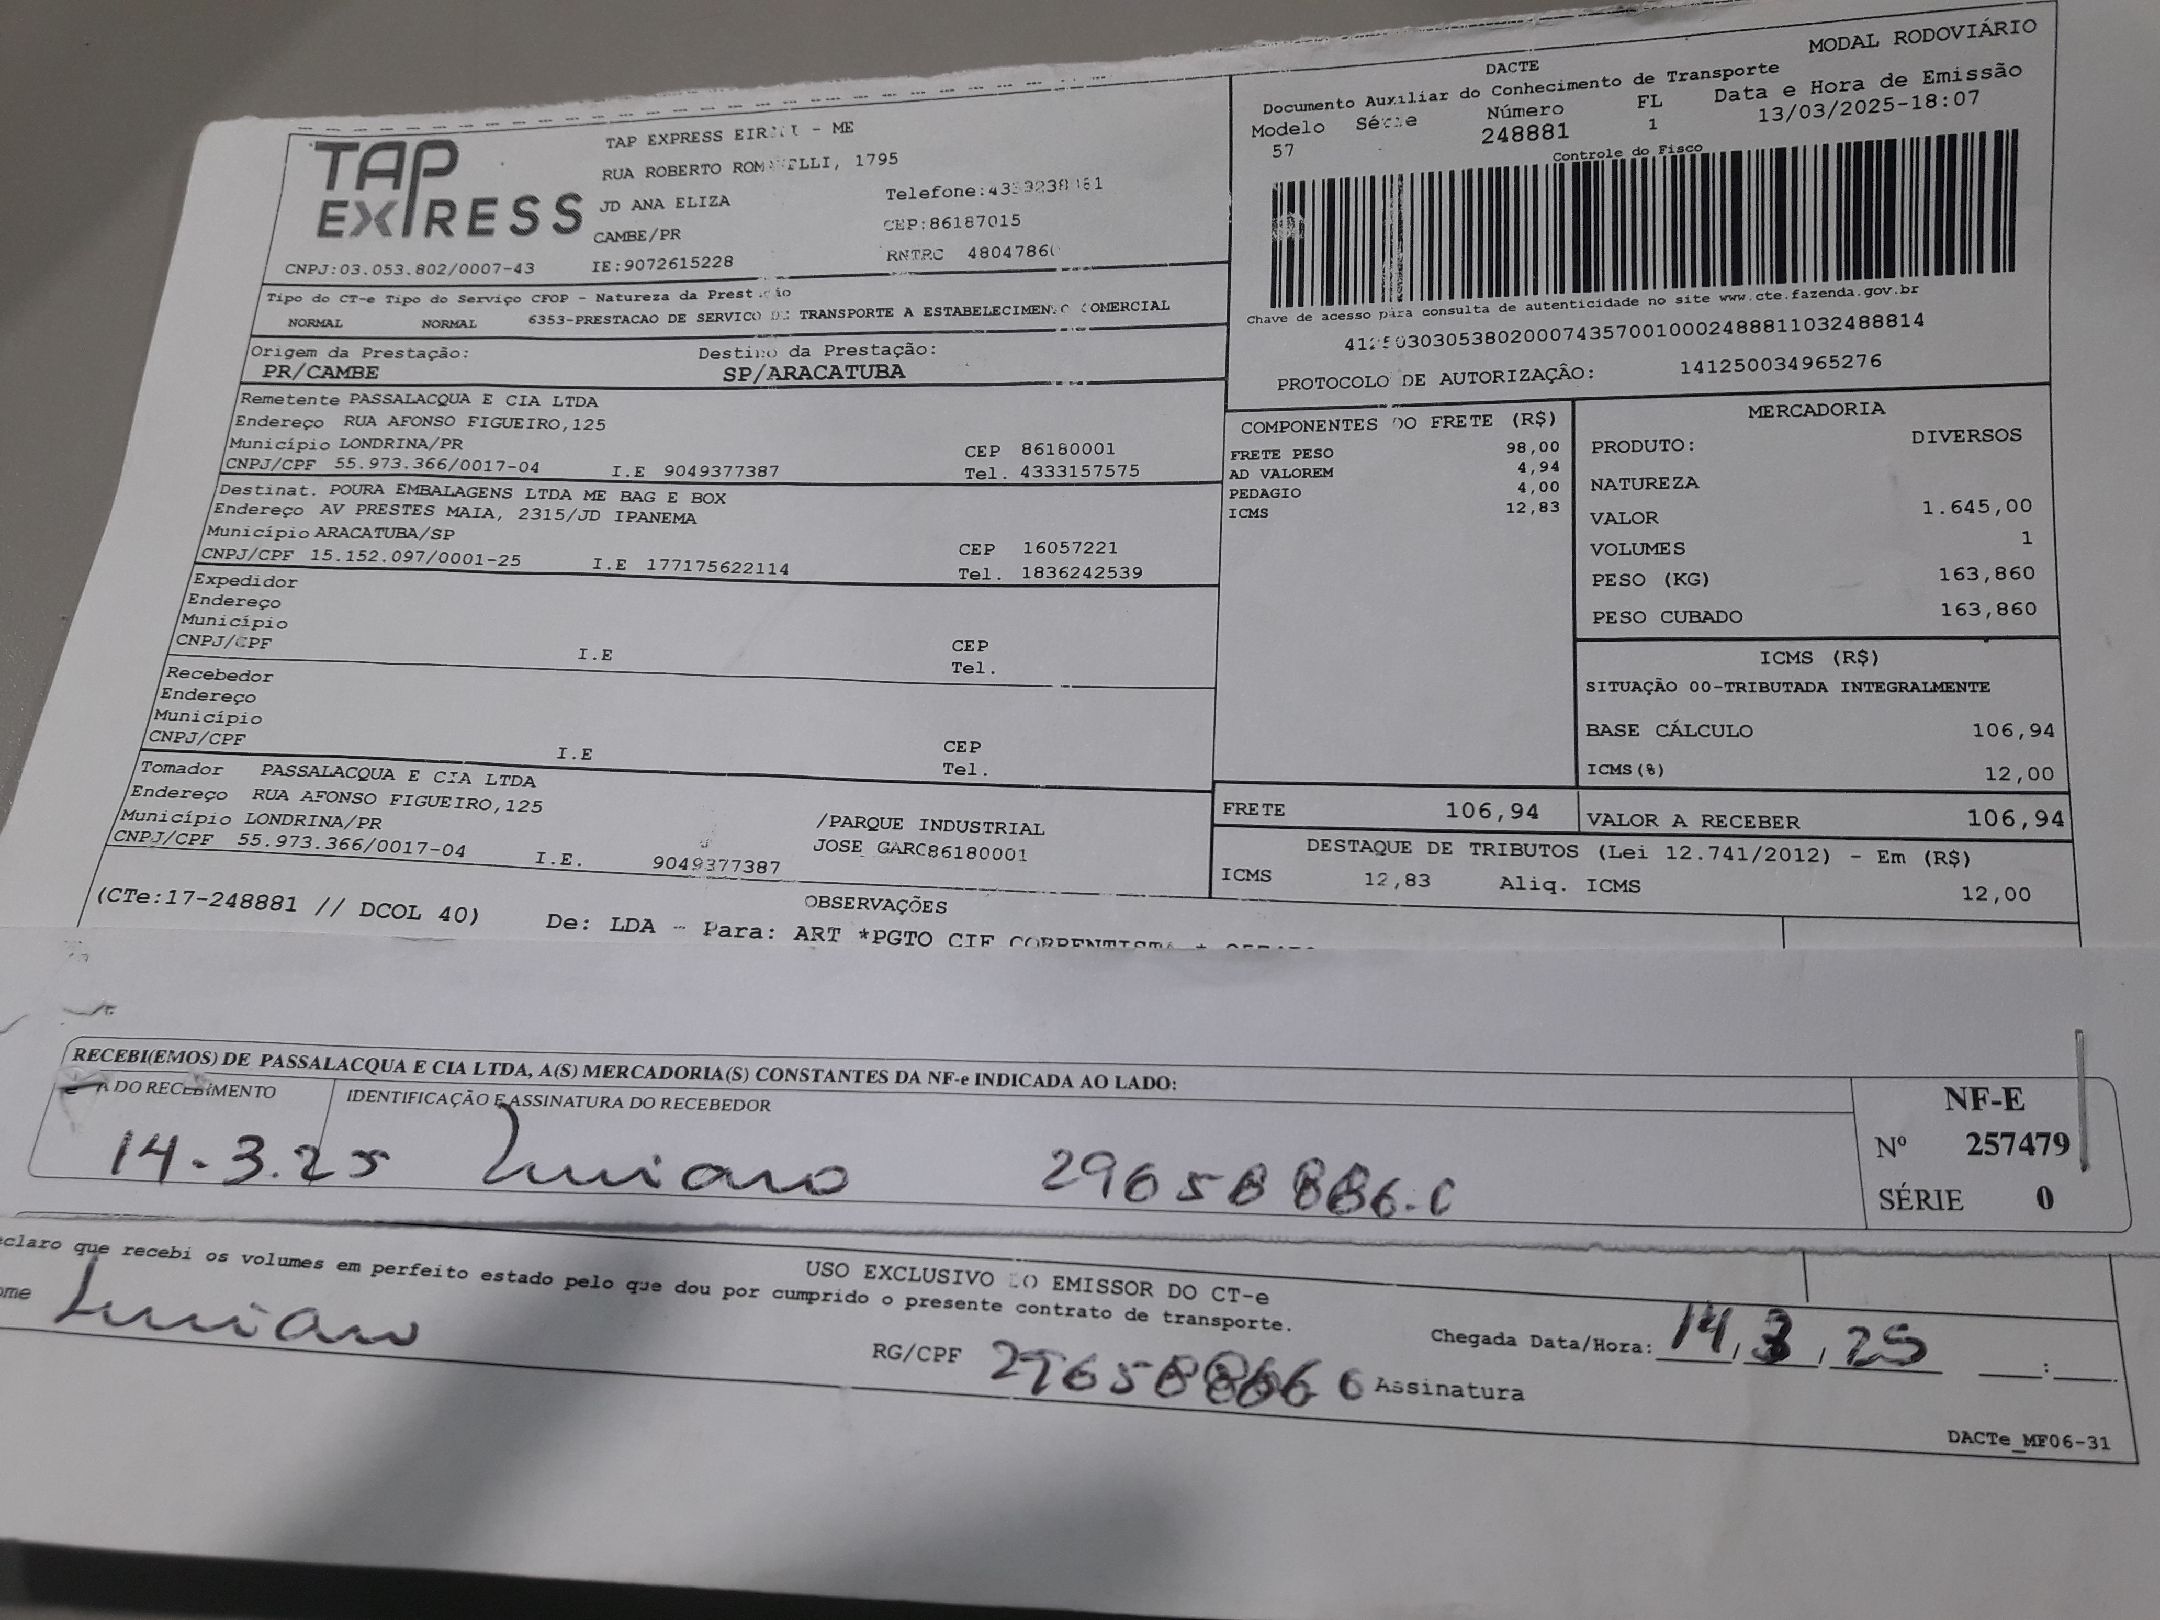 TAP
EXPRESS
CNPJ:03.053.802/0007-43
TAP EXPRESS - ME
RUA ROBERTO 1795
JD ANA ELIZA
CAMBE/PR
IE:9072615228
Telefone:
CEP:86187015
RNTRC
Tipo do CT-e Tipo do Serviço CFOP - Natureza da
NORMAL NORMAL 6353-PRESTACAO DE SERVICO DE TRANSPORTE A ESTABELECIMENTO COMERCIAL
Origem da Prestação: Destino da Prestação:
PR/CAMBE SP/ARACATUBA
Remetente PASSALACQUA E CIA LTDA
Endereço RUA AFONSO FIGUEIRO,125
Município LONDRINA/PR CEP 86180001
CNPJ/CPF 55.973.366/0017-04 I.E 9049377387 Tel. 4333157575
Destinat. POURA EMBALAGENS LTDA ME BAG E BOX
Endereço AV PRESTES MAIA, 2315/JD IPANEMA
Município ARACATUBA/SP CEP 16057221
CNPJ/CPF 15.152.097/0001-25 I.E 177175622114 Tel. 1836242539
Expedidor
Endereço
Município CEP
CNPJ/CPF I.E Tel.
Recebedor
Endereço
Município CEP
CNPJ/CPF I.E Tel.
Tomador PASSALACQUA E CIA LTDA
Endereço RUA AFONSO FIGUEIRO,125 /PARQUE INDUSTRIAL
Município LONDRINA/PR JOSE GARC86180001
CNPJ/CPF 55.973.366/0017-04 I.E. 9049377387
DACTE MODAL RODOVIÁRIO
Documento Auxiliar do Conhecimento de Transporte
Modelo Série Número FL Data e Hora de Emissão
57 248881 1 13/03/2025-18:07
Controle do Fisco
Chave de acesso para consulta de autenticidade no site www.cte.fazenda.gov.br
PROTOCOLO DE AUTORIZAÇÃO: 141250034965276
COMPONENTES DO FRETE (R$)
FRETE PESO 98,00
AD VALOREM 4,94
PEDAGIO 4,00
ICMS 12,83
MERCADORIA
PRODUTO: DIVERSOS
NATUREZA
VALOR 1.645,00
VOLUMES 1
PESO (KG) 163,860
PESO CUBADO 163,860
ICMS (R$)
SITUAÇÃO 00-TRIBUTADA INTEGRALMENTE
BASE CÁLCULO 106,94
ICMS(%) 12,00
FRETE 106,94 VALOR A RECEBER 106,94
DESTAQUE DE TRIBUTOS (Lei 12.741/2012) - Em (R$)
ICMS 12,83 Aliq. ICMS 12,00
OBSERVAÇÕES
(CTe:17-248881 // DCOL 40) De: LDA - Para: ART *PGTO CIF CORRENTISTA *
RECEBI(EMOS) DE PASSALACQUA E CIA LTDA, A(S) MERCADORIA(S) CONSTANTES DA NF-e INDICADA AO LADO:
DO RECEBIMENTO IDENTIFICAÇÃO E ASSINATURA DO RECEBEDOR
14-3.25 Luciano
NF-E
Nº 257479
SÉRIE 0
USO EXCLUSIVO DO EMISSOR DO CT-e
claro que recebi os volumes em perfeito estado pelo que dou por cumprido o presente contrato de transporte.
ome Luciano RG/CPF Assinatura
Chegada Data/Hora: 14/3/25 :
DACTe_MF06-31